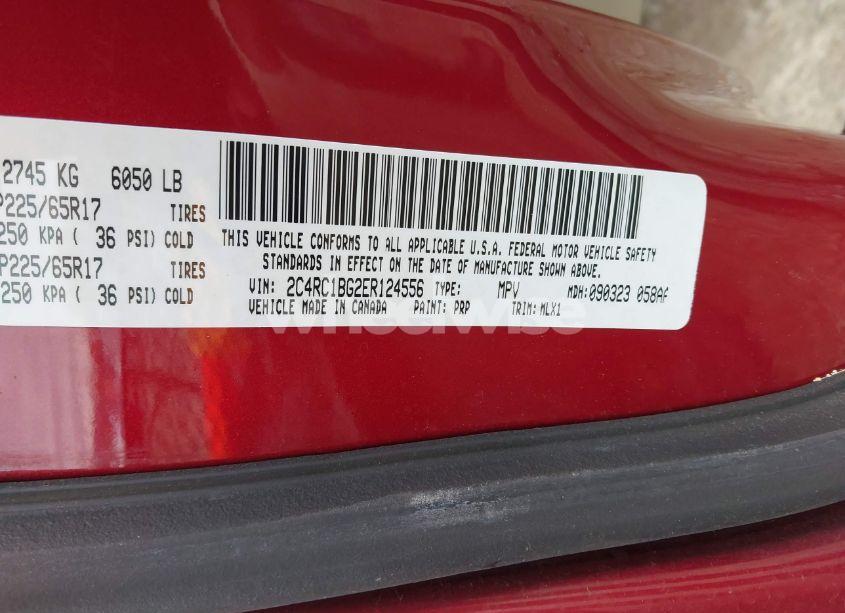 2745 KG 6050 LB
P225/65R17 TIRES
250 KPA ( 36 PSI) COLD
P225/65R17 TIRES
250 KPA ( 36 PSI) COLD
THIS VEHICLE CONFORMS TO ALL APPLICABLE U.S.A. FEDERAL MOTOR VEHICLE SAFETY
STANDARDS IN EFFECT ON THE DATE OF MANUFACTURE SHOWN ABOVE.
VIN: 2C4RC1BG2ER124556 TYPE: MPV MDH:090323 058AA
VEHICLE MADE IN CANADA PAINT: PRP TRIM:MLX1
wheelwise